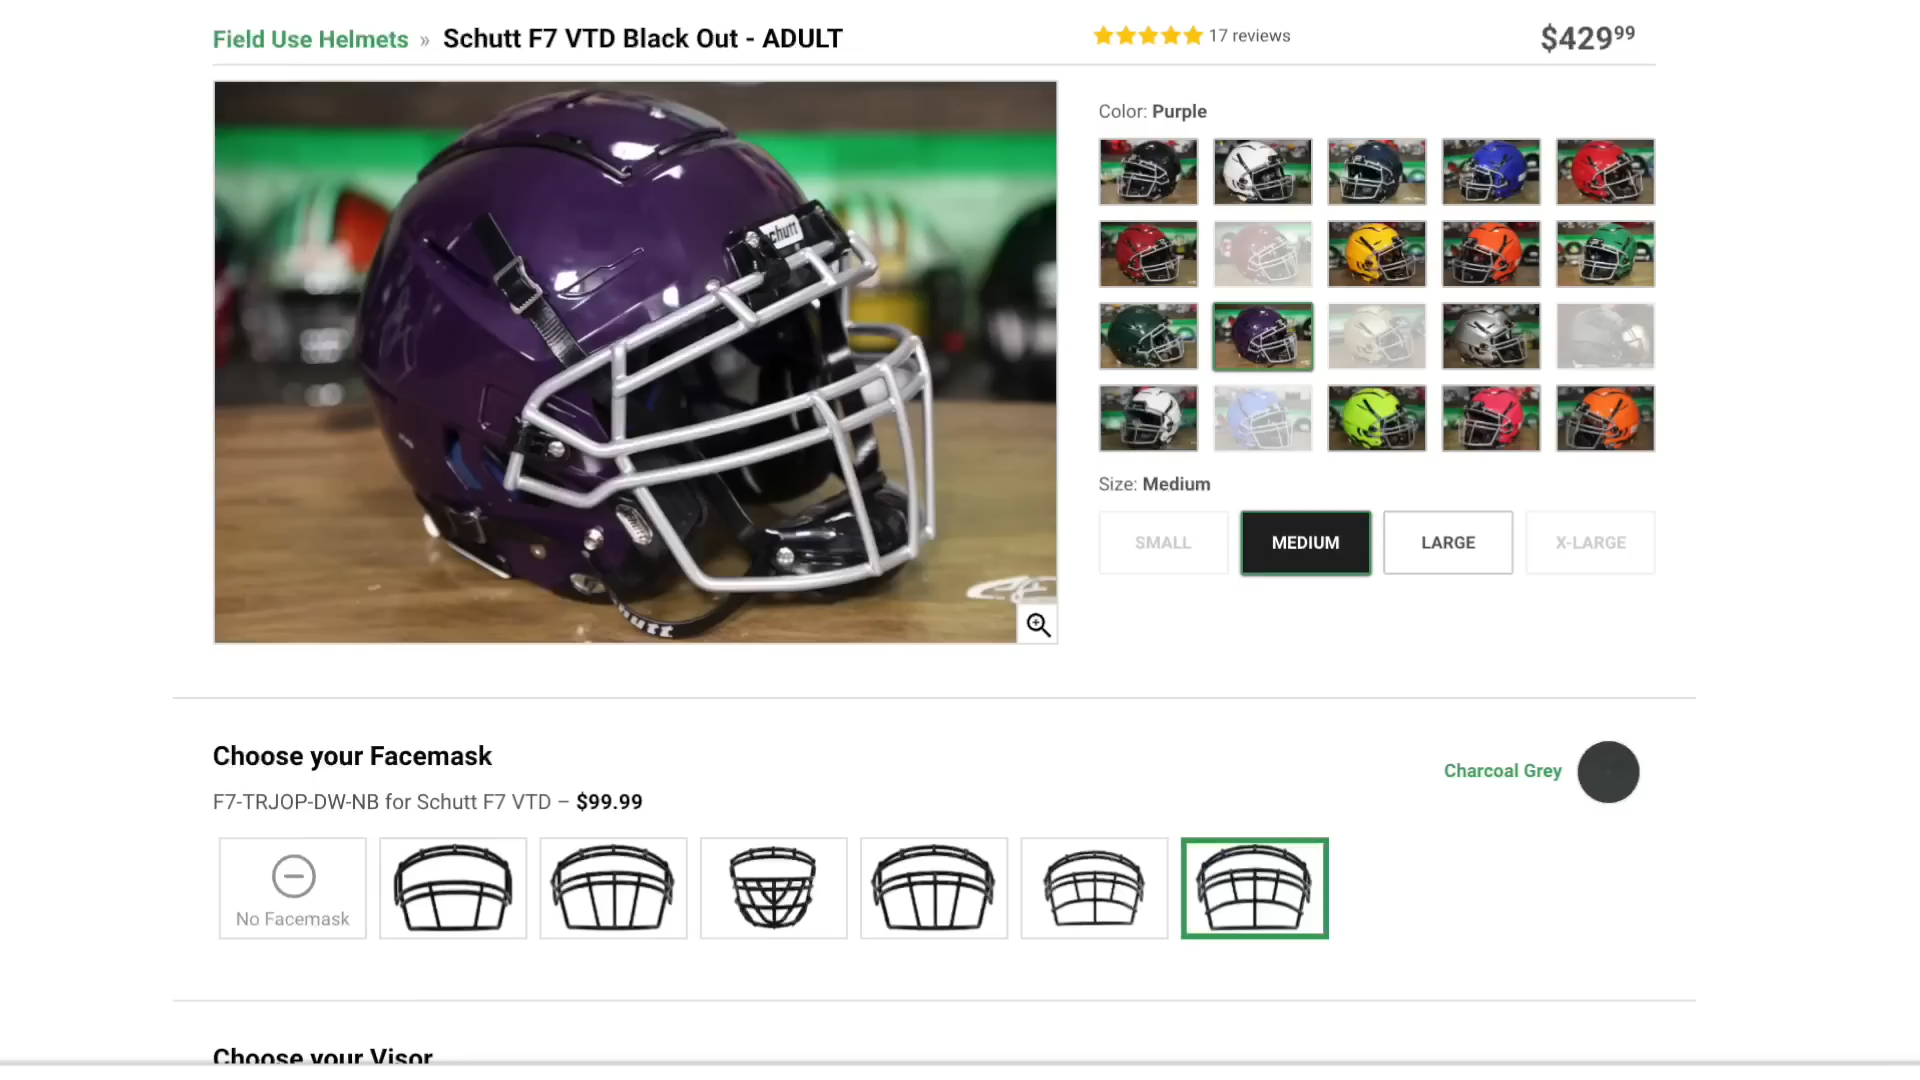 Field Use Helmets » Schutt F7 VTD Black Out - ADULT
17 reviews
$429⁹⁹
Color: Purple
schutt
Size: Medium
SMALL
MEDIUM
LARGE
X-LARGE
Choose your Facemask
Charcoal Grey
F7-TRJOP-DW-NB for Schutt F7 VTD – $99.99
No Facemask
Choose your Visor